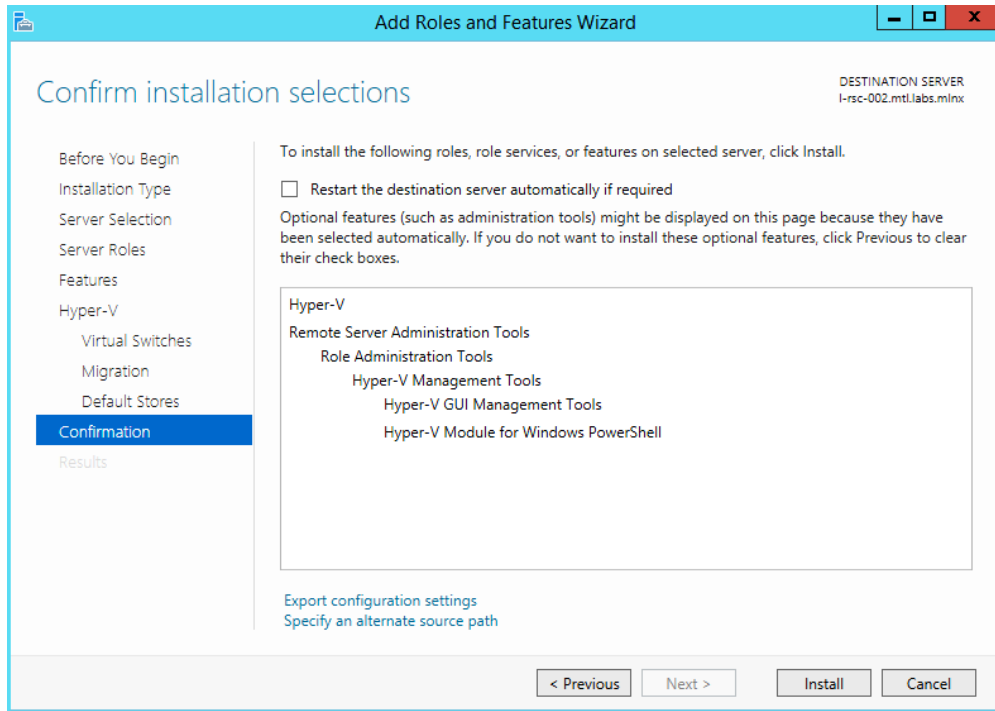 Add Roles and Features Wizard
x
Confirm installation selections
DESTINATION SERVER
l-rsc-002.mtl.labs.mlnx
Before You Begin
Installation Type
Server Selection
Server Roles
Features
Hyper-V
Virtual Switches
Migration
Default Stores
Confirmation
Results
To install the following roles, role services, or features on selected server, click Install.
Restart the destination server automatically if required
Optional features (such as administration tools) might be displayed on this page because they have
been selected automatically. If you do not want to install these optional features, click Previous to clear
their check boxes.
Hyper-V
Remote Server Administration Tools
Role Administration Tools
Hyper-V Management Tools
Hyper-V GUI Management Tools
Hyper-V Module for Windows PowerShell
Export configuration settings
Specify an alternate source path
< Previous
Next >
Install
Cancel